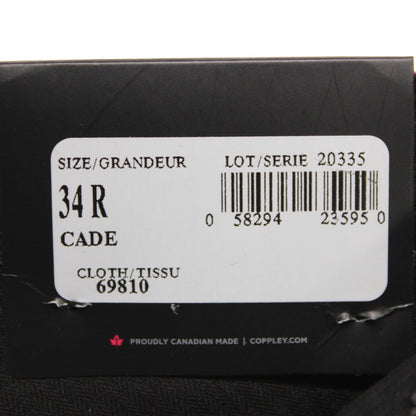 SIZE/GRANDEUR LOT/SERIE 20335
34 R
CADE
0 58294 23595 0
CLOTH/TISSU
69810
PROUDLY CANADIAN MADE | COPPLEY.COM